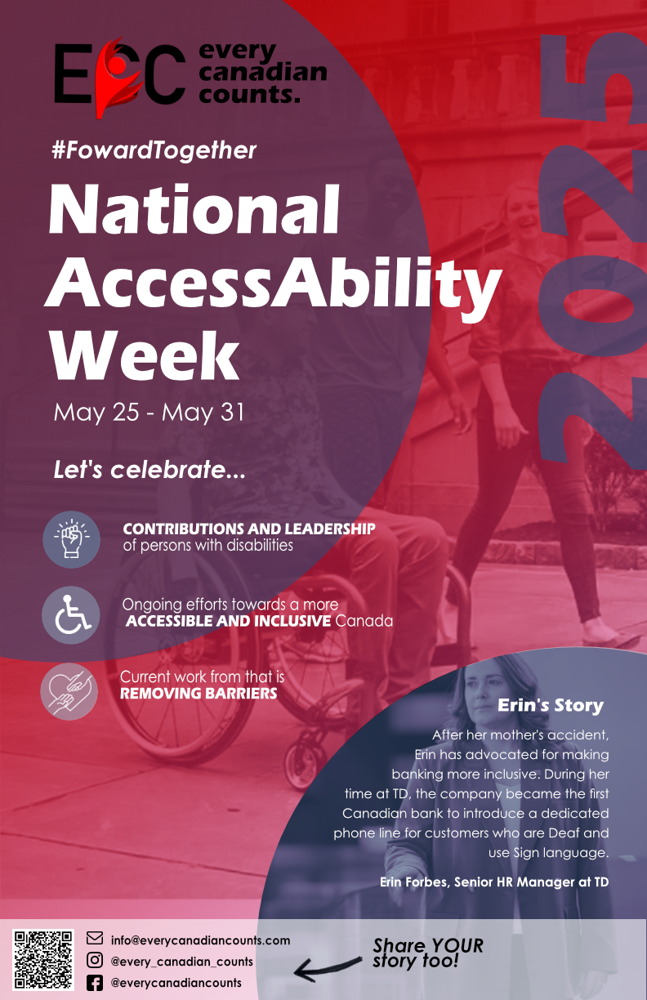 ECC
every
canadian
counts.
#FowardTogether
National
AccessAbility
Week
May 25 - May 31
2025
Let's celebrate...
CONTRIBUTIONS AND LEADERSHIP
of persons with disabilities
Ongoing efforts towards a more
ACCESSIBLE AND INCLUSIVE Canada
Current work from that is
REMOVING BARRIERS
Erin's Story
After her mother's accident,
Erin has advocated for making
banking more inclusive. During her
time at TD, the company became the first
Canadian bank to introduce a dedicated
phone line for customers who are Deaf and
use Sign language.
Erin Forbes, Senior HR Manager at TD
info@everycanadiancounts.com
@every_canadian_counts
@everycanadiancounts
Share YOUR
story too!